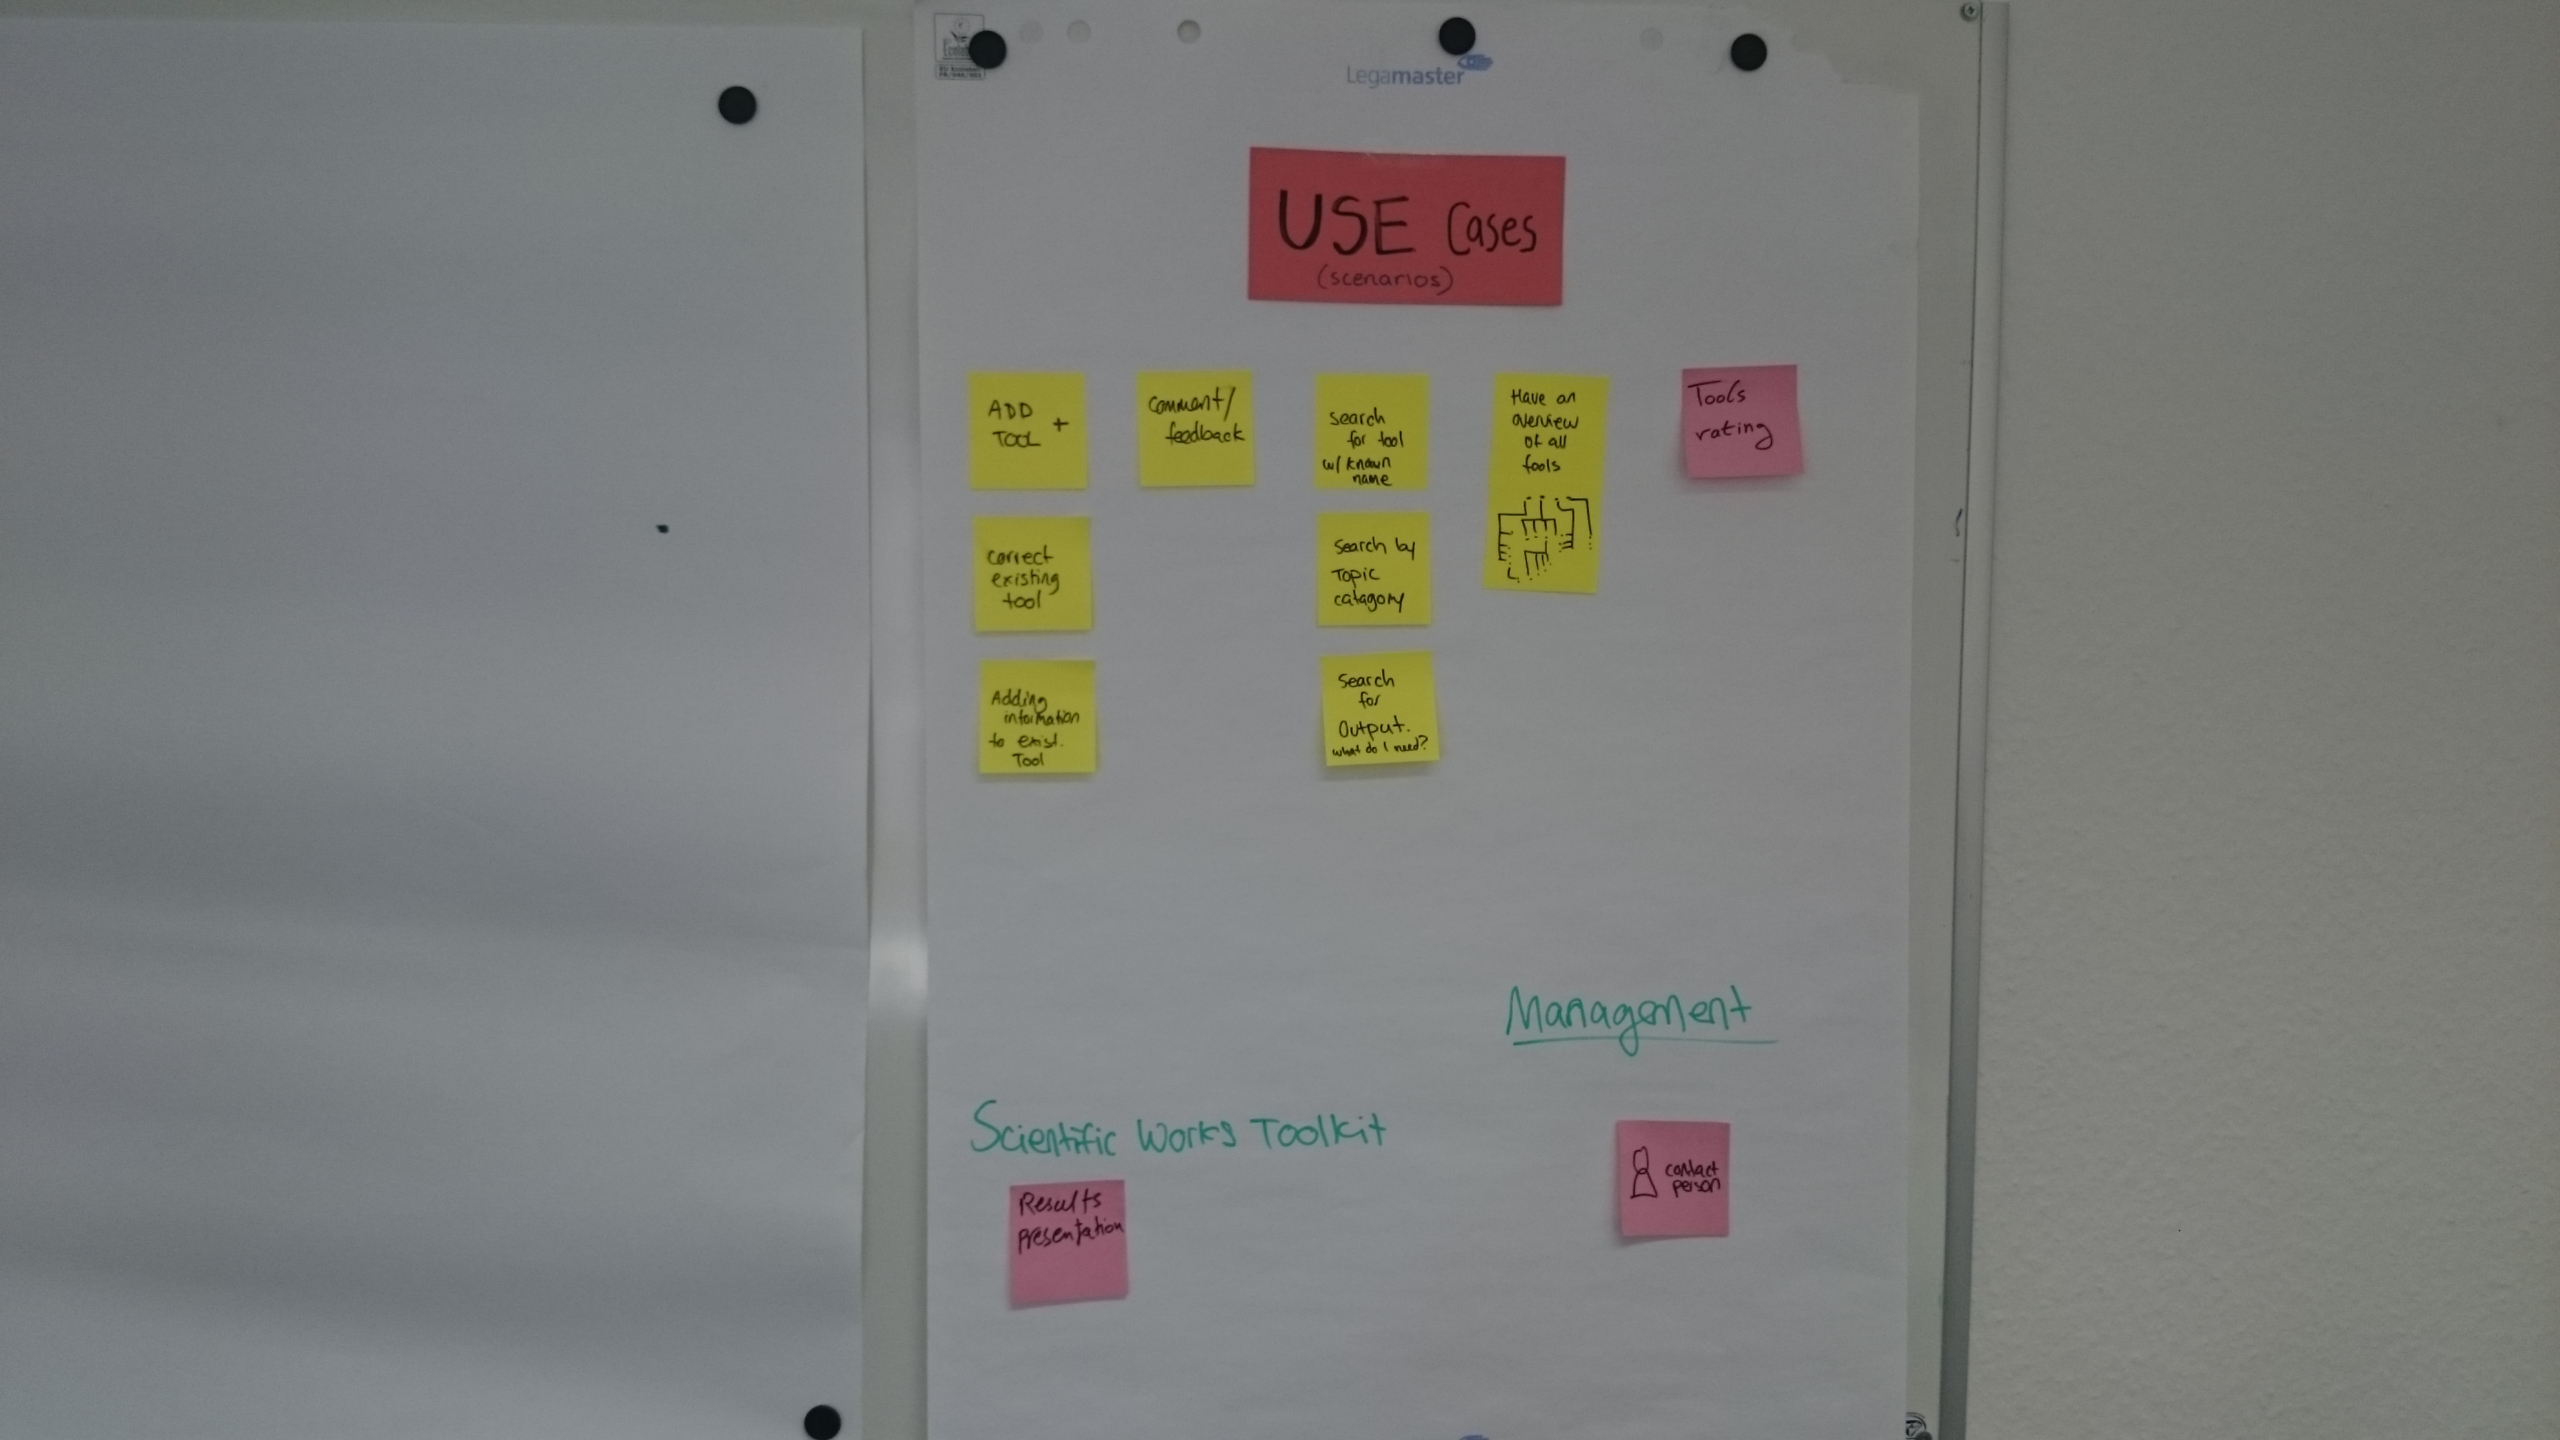 Legamaster
USE Cases
(scenarios)
ADD
TOOL +
comment/
feedback
search
for tool
w/ known
name
Have an
overview
of all
tools
Tools
rating
correct
existing
tool
Search by
Topic
catagory
Adding
information
to exist.
Tool
Search
for
Output.
what do I need?
Management
Scientific Works Toolkit
Results
presentation
contact
person